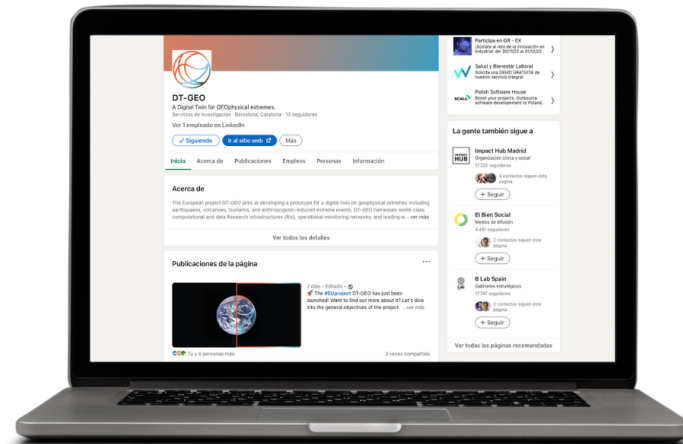 DT-GEO
A Digital Twin for GEOphysical extremes.
Servicios de investigación · Barcelona, Catalonia · 13 seguidores
Ver 1 empleado en LinkedIn
✓ Siguiendo
Ir al sitio web
Más
Inicio Acerca de Publicaciones Empleos Personas Información
Acerca de
The European project DT-GEO aims at developing a prototype for a digital twin on geophysical extremes including
earthquakes, volcanoes, tsunamis, and anthropogenic-induced extreme events. DT-GEO harnesses world-class
computational and data Research Infrastructures (RIs), operational monitoring networks, and leading-e... ver más
Ver todos los detalles
Publicaciones de la página
...
2 días · Editado ·
🚀 The #EUproject DT-GEO has just been
launched! Want to find out more about it? Let's dive
into the general objectives of the project ...ver más
Tú y 6 personas más
3 veces compartido
Participa en GR - EX
¡Súmate al reto de la innovación en
industrias! del 30/11/22 al 01/02/22
Salud y Bienestar Laboral
Solicita una DEMO GRATUITA de
nuestro servicio integral
SCALA
Polish Software House
Boost your projects. Outsource
software developement to Poland.
La gente también sigue a
IMPACT
HUB
Impact Hub Madrid
Organización cívica y social
17.220 seguidores
4 contactos siguen esta
página
+ Seguir
El Bien Social
Medios de difusión
4.461 seguidores
2 contactos siguen esta
página
+ Seguir
B Lab Spain
Gabinetes estratégicos
17.747 seguidores
2 contactos siguen esta
página
+ Seguir
Ver todas las páginas recomendadas